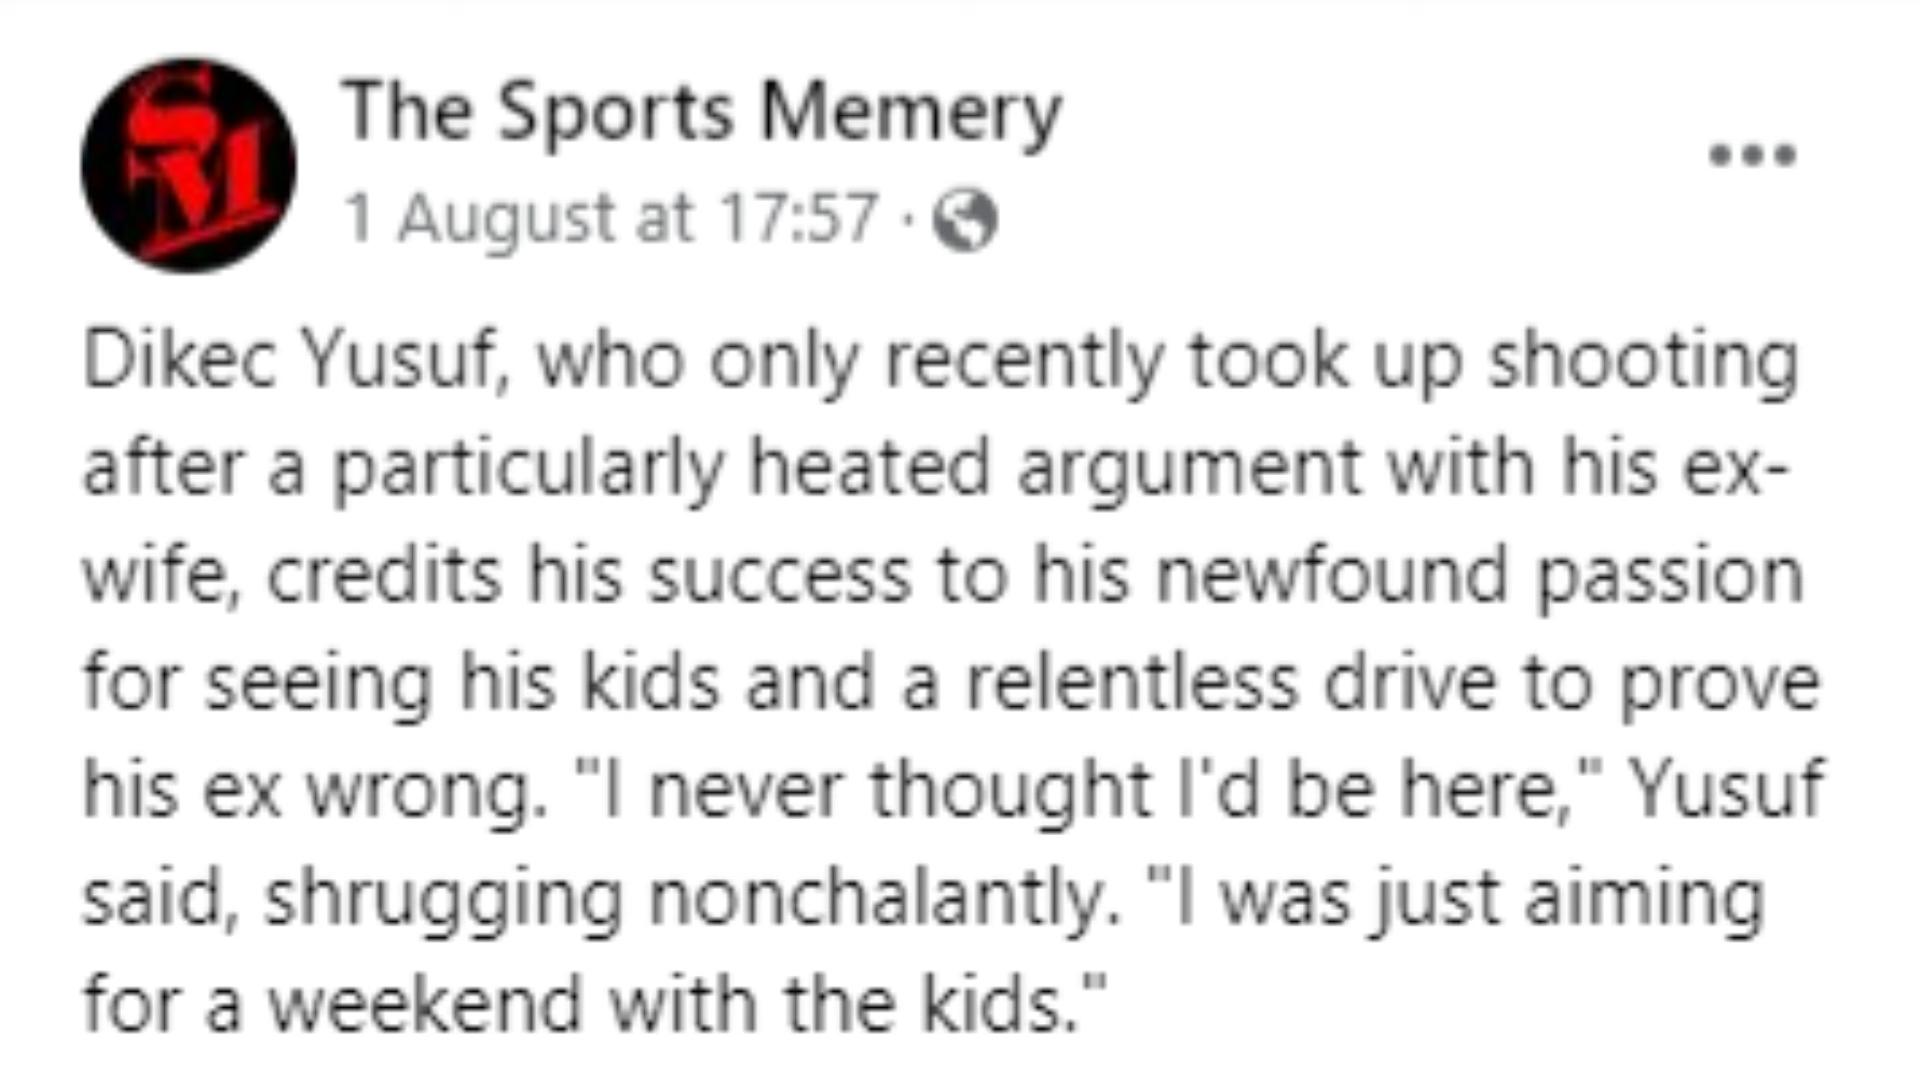 SM
The Sports Memery
1 August at 17:57 ·
Dikec Yusuf, who only recently took up shooting
after a particularly heated argument with his ex-
wife, credits his success to his newfound passion
for seeing his kids and a relentless drive to prove
his ex wrong. "I never thought I'd be here," Yusuf
said, shrugging nonchalantly. "I was just aiming
for a weekend with the kids."